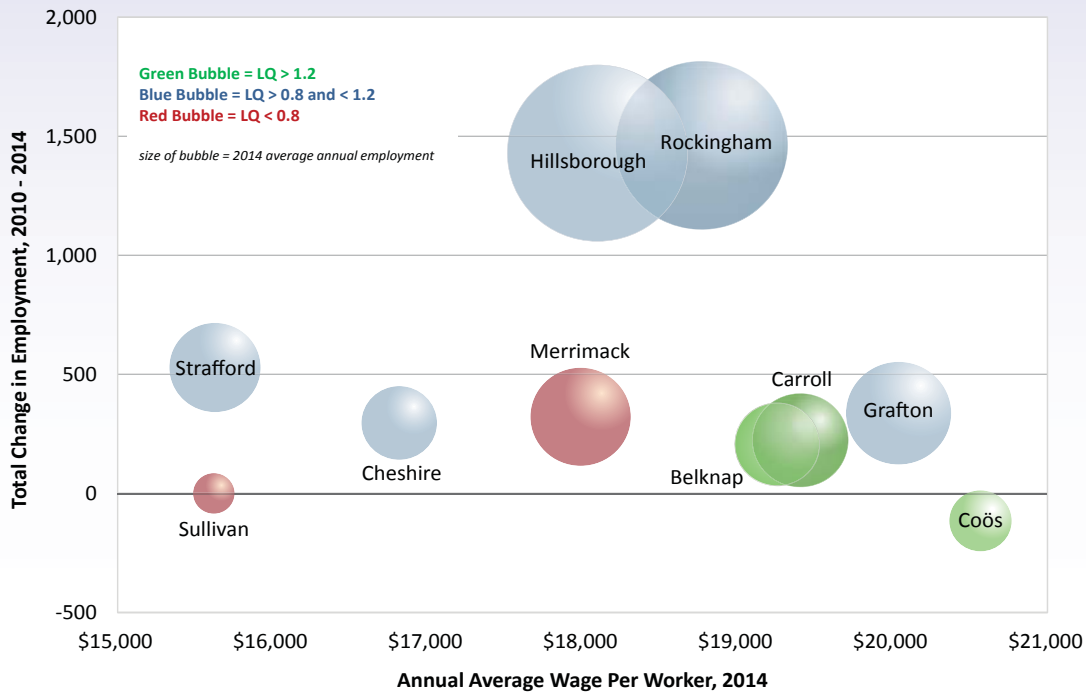 2,000
Green Bubble = LQ > 1.2
Blue Bubble = LQ > 0.8 and < 1.2
Red Bubble = LQ < 0.8
size of bubble = 2014 average annual employment
1,500
Hillsborough
Rockingham
1,000
Total Change in Employment, 2010 - 2014
500
Strafford
Merrimack
Carroll
Grafton
Cheshire
Belknap
0
Sullivan
Coös
-500
$15,000 $16,000 $17,000 $18,000 $19,000 $20,000 $21,000
Annual Average Wage Per Worker, 2014